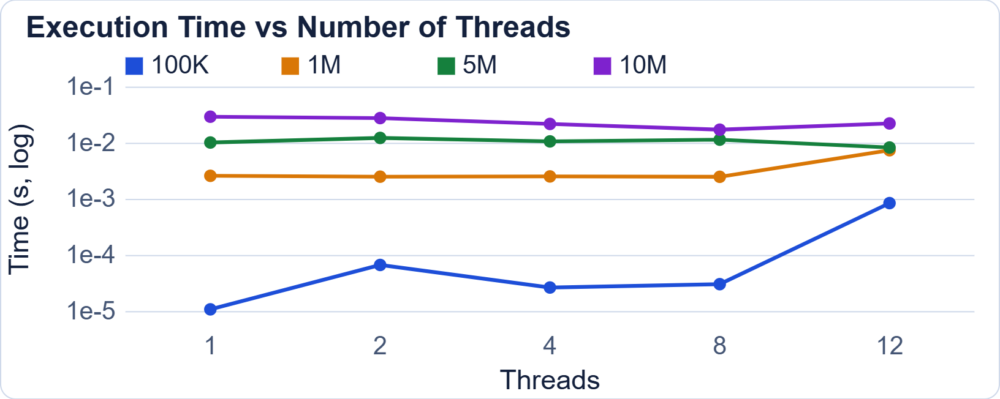 Execution Time vs Number of Threads
100K 1M 5M 10M
Time (s, log)
1e-1
1e-2
1e-3
1e-4
1e-5
1 2 4 8 12
Threads